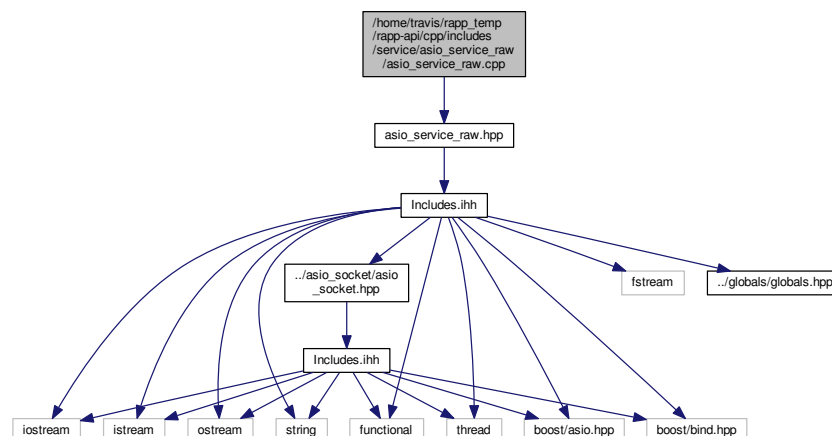 /home/travis/rapp_temp
/rapp-api/cpp/includes
/service/asio_service_raw
/asio_service_raw.cpp
asio_service_raw.hpp
Includes.ihh
../asio_socket/asio
_socket.hpp
fstream
../globals/globals.hpp
Includes.ihh
iostream
istream
ostream
string
functional
thread
boost/asio.hpp
boost/bind.hpp